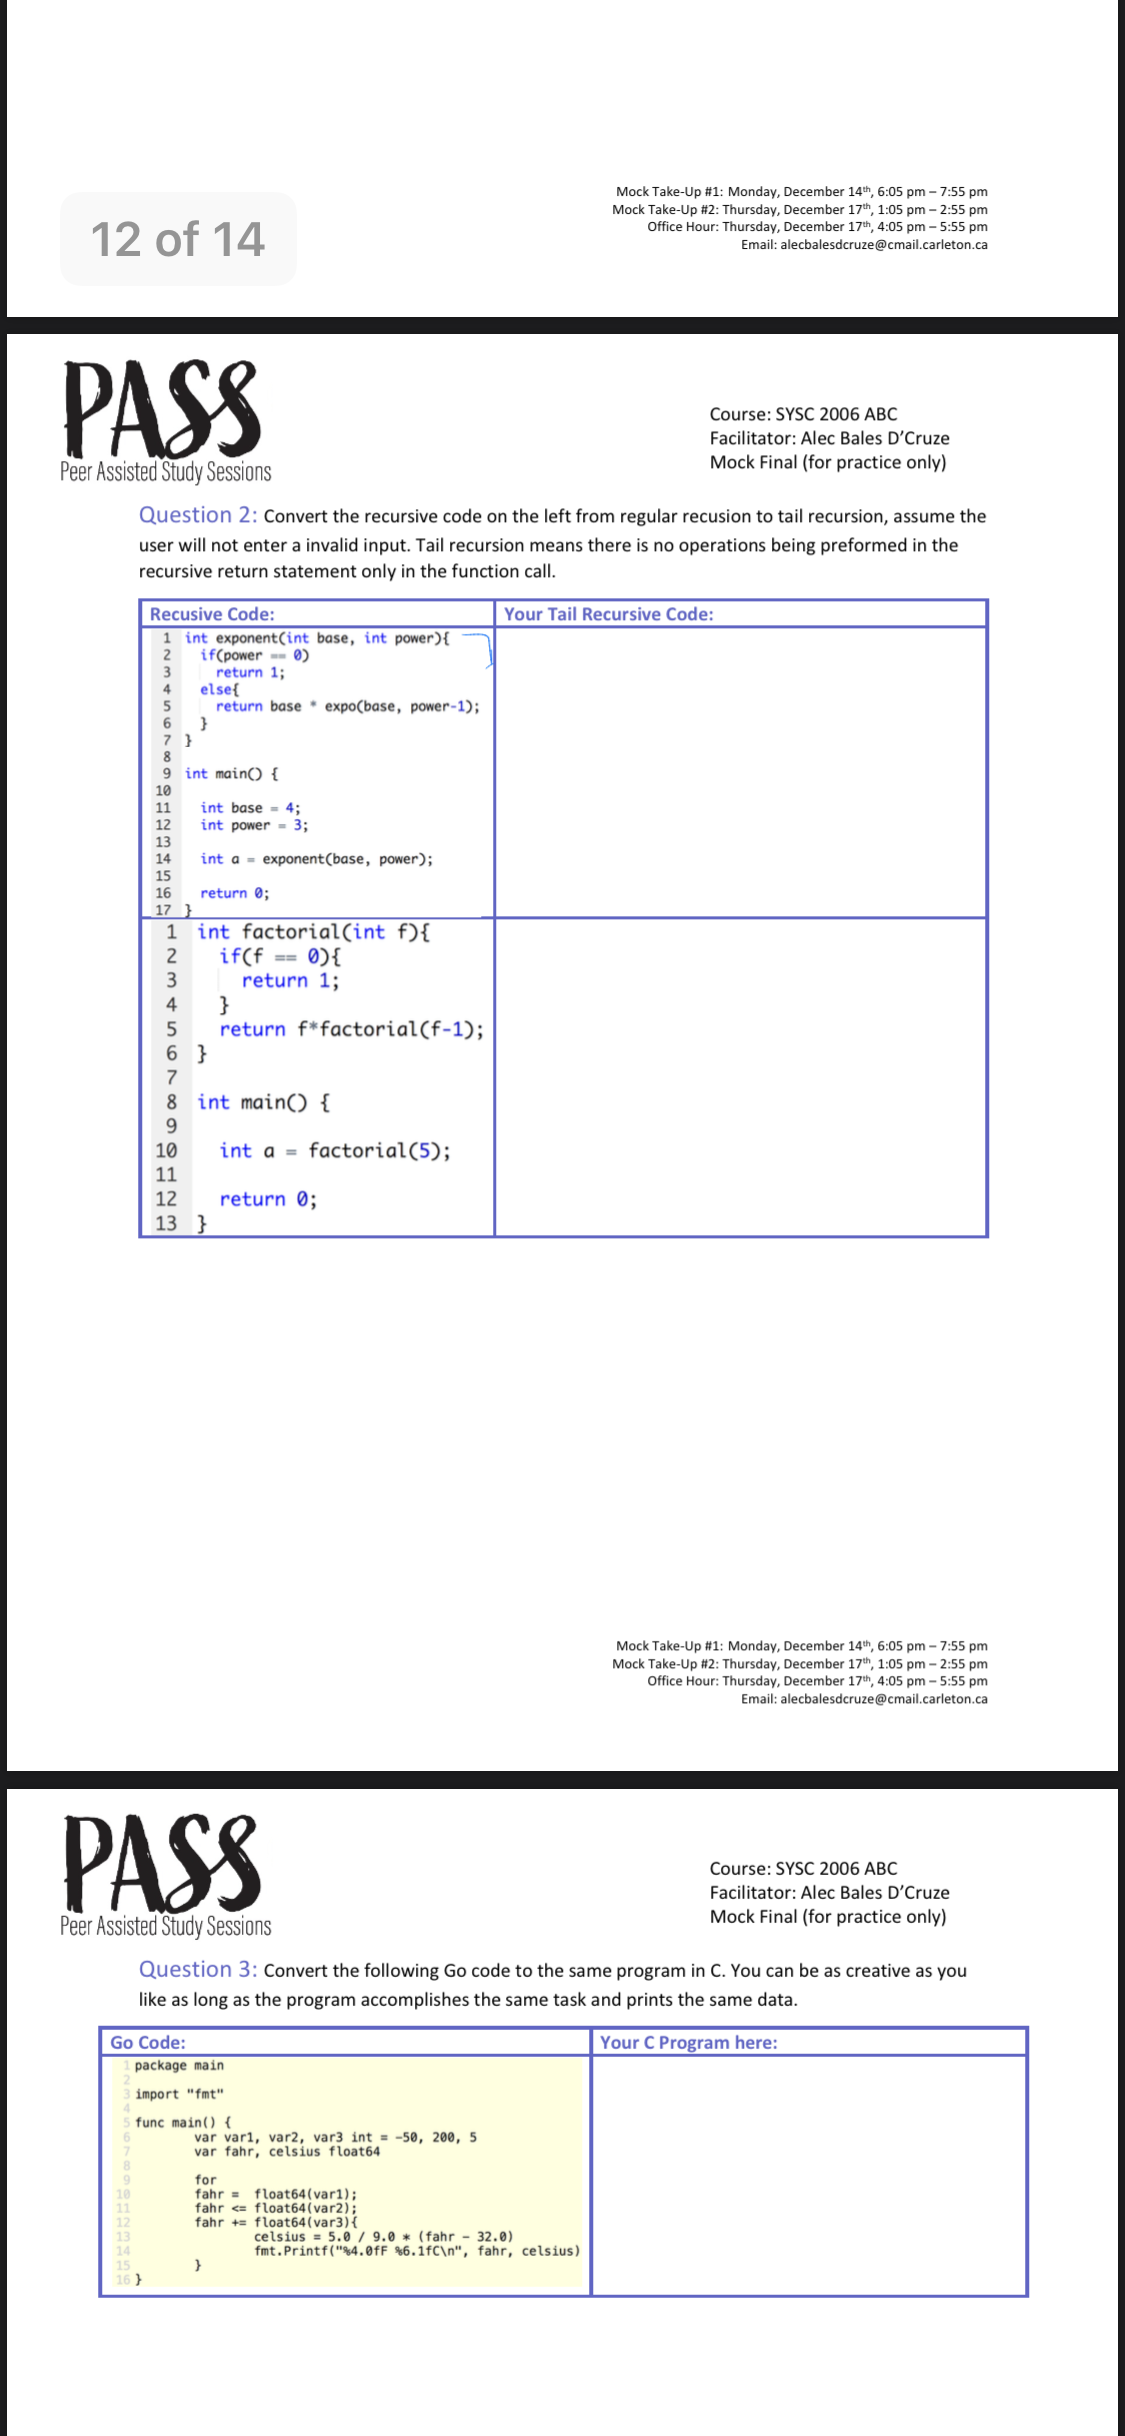 Mock Take-Up #1: Monday, December 14th, 6:05 pm – 7:55 pm
Mock Take-Up #2: Thursday, December 17th, 1:05 pm – 2:55 pm
Office Hour: Thursday, December 17th, 4:05 pm – 5:55 pm
Email: alecbalesdcruze@cmail.carleton.ca
12 of 14
PASS
Peer Assisted Study Sessions
Course: SYSC 2006 ABC
Facilitator: Alec Bales D'Cruze
Mock Final (for practice only)
Question 2: Convert the recursive code on the left from regular recusion to tail recursion, assume the
user will not enter a invalid input. Tail recursion means there is no operations being preformed in the
recursive return statement only in the function call.
Recusive Code:
Your Tail Recursive Code:
1 int exponent(int base, int power){
2   if(power == 0)
3     return 1;
4   else{
5     return base * expo(base, power-1);
6   }
7 }
8
9 int main() {
10
11   int base = 4;
12   int power = 3;
13
14   int a = exponent(base, power);
15
16   return 0;
17 }
1 int factorial(int f){
2   if(f == 0){
3     return 1;
4   }
5   return f*factorial(f-1);
6 }
7
8 int main() {
9
10   int a = factorial(5);
11
12   return 0;
13 }
Mock Take-Up #1: Monday, December 14th, 6:05 pm – 7:55 pm
Mock Take-Up #2: Thursday, December 17th, 1:05 pm – 2:55 pm
Office Hour: Thursday, December 17th, 4:05 pm – 5:55 pm
Email: alecbalesdcruze@cmail.carleton.ca
PASS
Peer Assisted Study Sessions
Course: SYSC 2006 ABC
Facilitator: Alec Bales D'Cruze
Mock Final (for practice only)
Question 3: Convert the following Go code to the same program in C. You can be as creative as you
like as long as the program accomplishes the same task and prints the same data.
Go Code:
Your C Program here:
1 package main
2
3 import "fmt"
4
5 func main() {
6         var var1, var2, var3 int = -50, 200, 5
7         var fahr, celsius float64
8
9         for
10         fahr =  float64(var1);
11         fahr <= float64(var2);
12         fahr += float64(var3){
13                 celsius = 5.0 / 9.0 * (fahr - 32.0)
14                 fmt.Printf("%4.0fF %6.1fC\n", fahr, celsius)
15         }
16 }